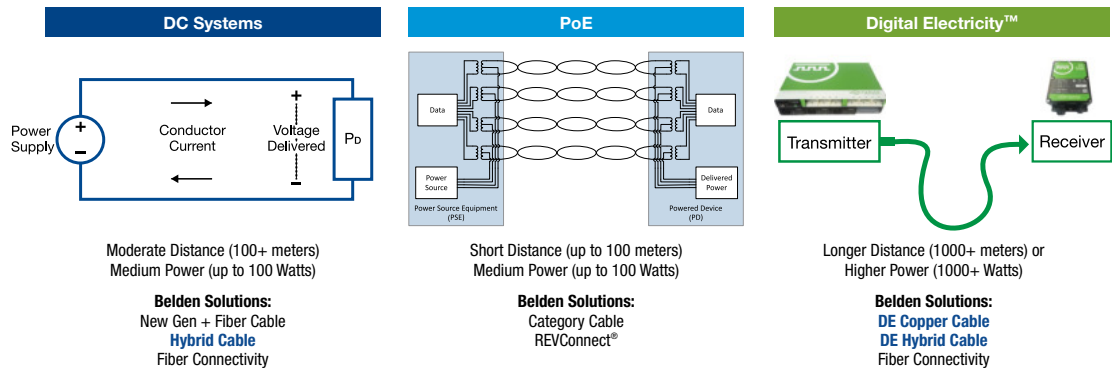 DC Systems
Power
Supply
+
–
Conductor
Current
+
Voltage
Delivered
–
PD
Moderate Distance (100+ meters)
Medium Power (up to 100 Watts)
Belden Solutions:
New Gen + Fiber Cable
Hybrid Cable
Fiber Connectivity
PoE
Data
Data
Power
Source
Delivered
Power
Power Source Equipment
(PSE)
Powered Device
(PD)
Short Distance (up to 100 meters)
Medium Power (up to 100 Watts)
Belden Solutions:
Category Cable
REVConnect®
Digital Electricity™
Transmitter
Receiver
Longer Distance (1000+ meters) or
Higher Power (1000+ Watts)
Belden Solutions:
DE Copper Cable
DE Hybrid Cable
Fiber Connectivity